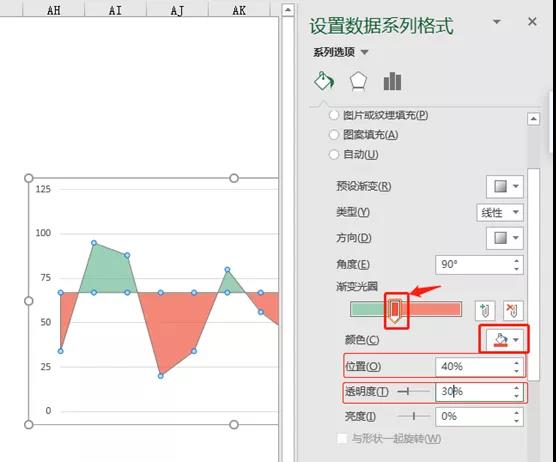 AH AI AJ AK
设置数据系列格式
系列选项
图片或纹理填充(P)
图案填充(A)
自动(U)
预设渐变(R)
类型(Y) 线性
方向(D)
角度(E) 90°
渐变光圈
颜色(C)
位置(O) 40%
透明度(T) 30%
亮度(I) 0%
与形状一起旋转(W)
125
100
75
50
25
0